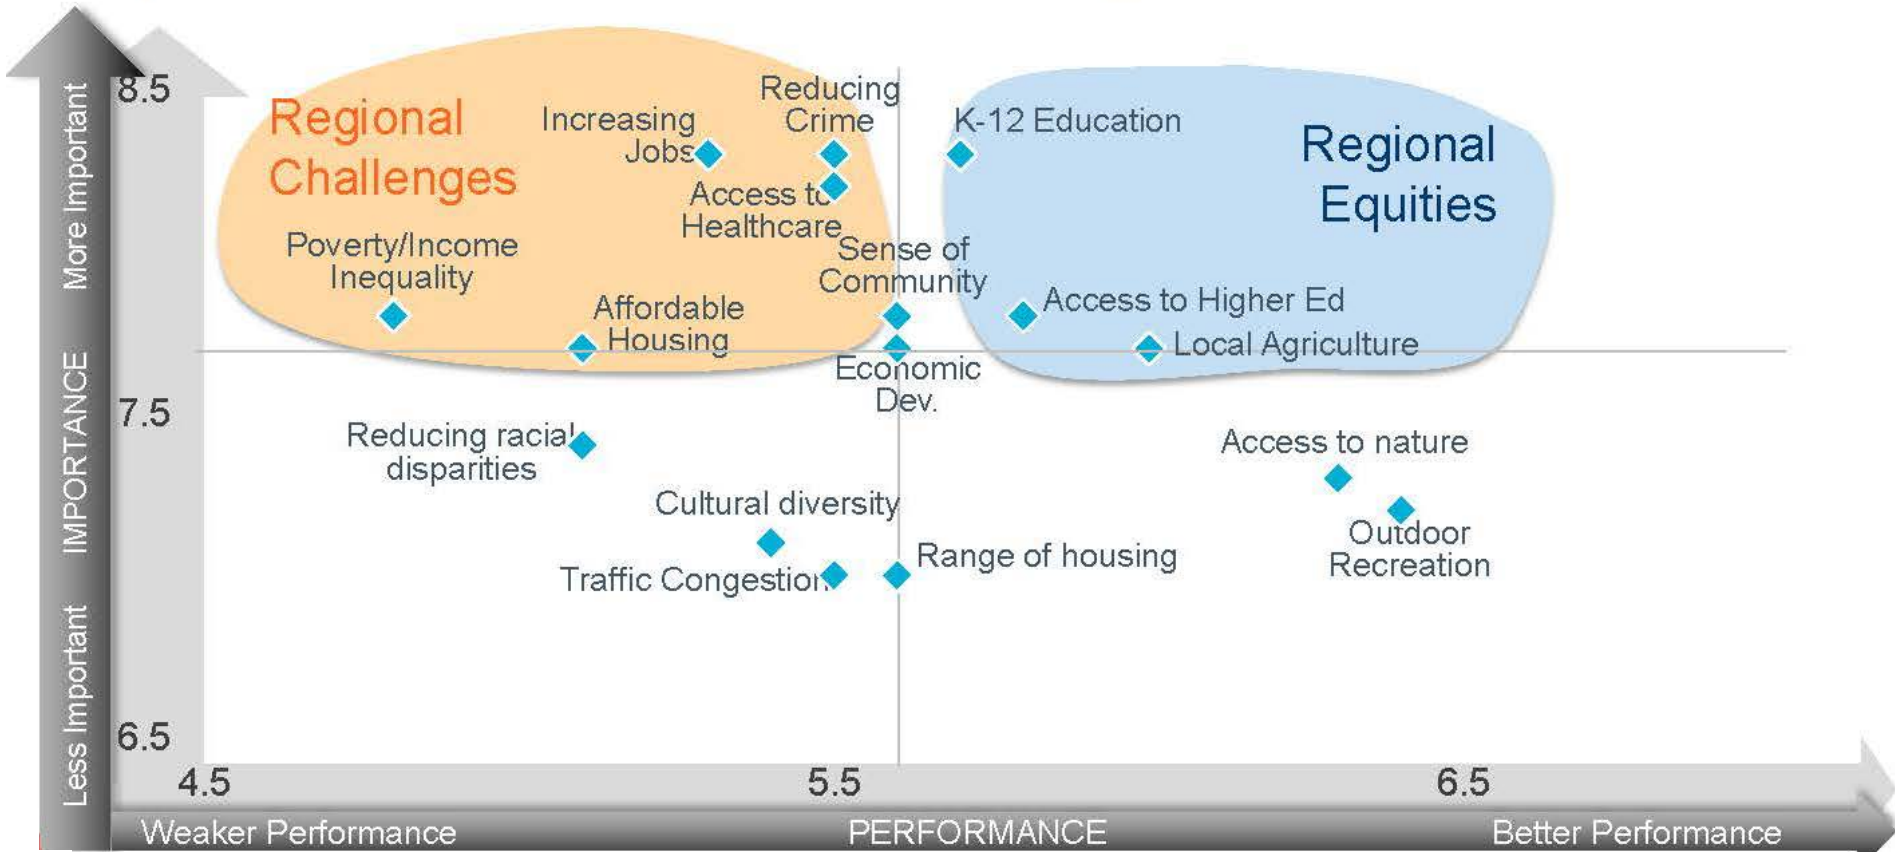 8.5
Reducing
Crime
Increasing
Jobs
K-12 Education
Regional
Challenges
Regional
Equities
Access to
Healthcare
Poverty/Income
Inequality
Sense of
Community
Affordable
Housing
Access to Higher Ed
Local Agriculture
Economic
Dev.
7.5
Reducing racial
disparities
Access to nature
Cultural diversity
Outdoor
Recreation
Range of housing
Traffic Congestion
6.5
4.5
5.5
6.5
More Important
IMPORTANCE
Less Important
Weaker Performance
PERFORMANCE
Better Performance